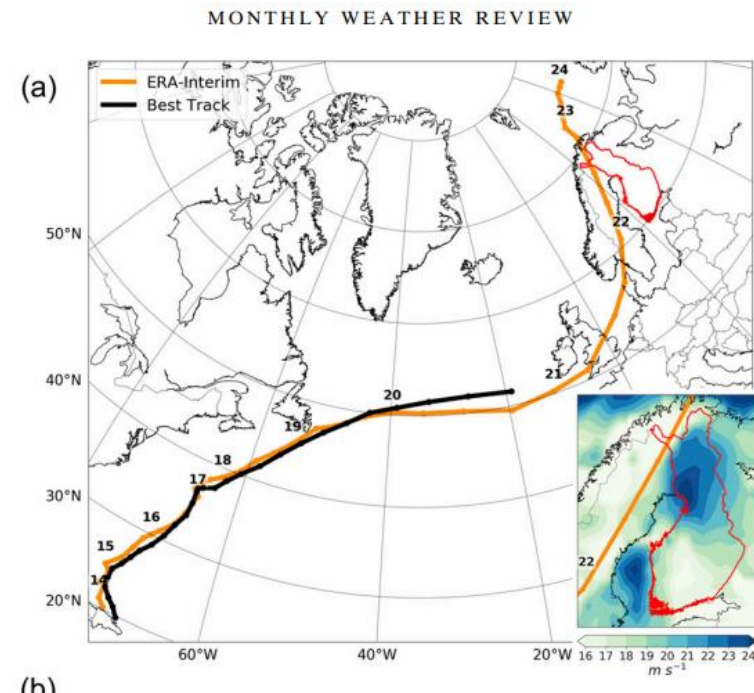 MONTHLY WEATHER REVIEW
(a)
ERA-Interim
Best Track
24
23
22
50°N
21
40°N
20
19
18
17
30°N
16
15
22
14
20°N
60°W
40°W
20°W
16 17 18 19 20 21 22 23 24
m s⁻¹
(b)